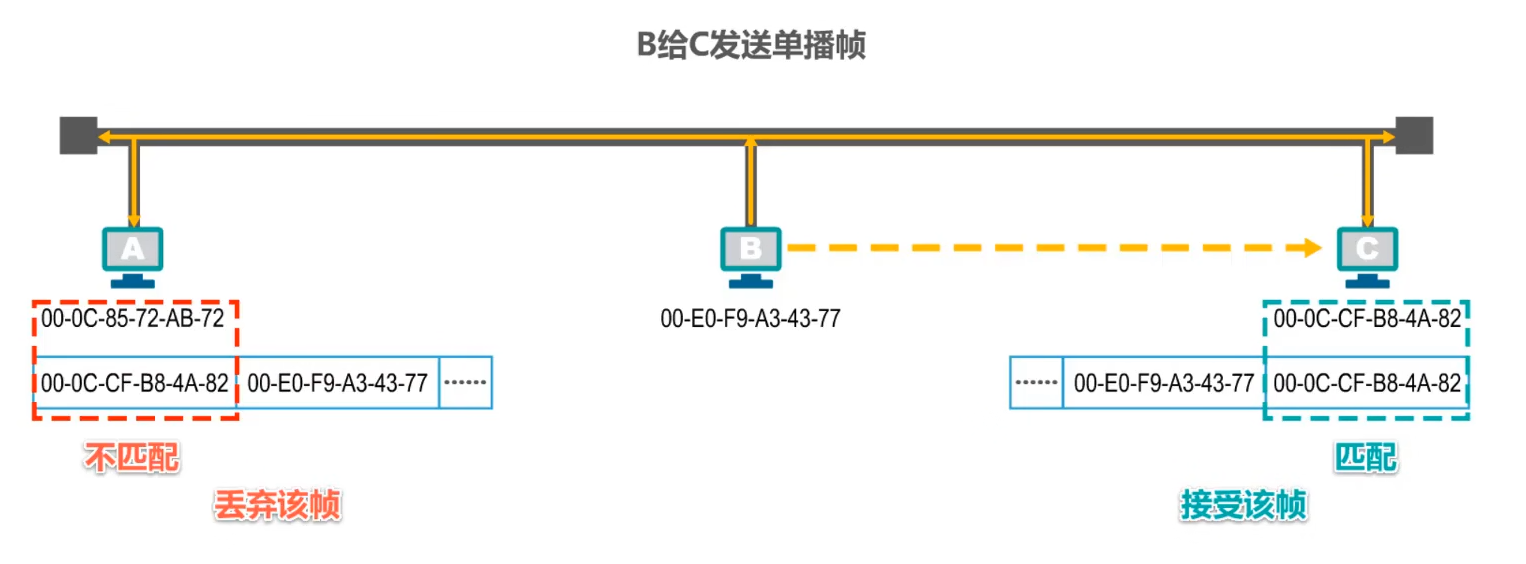 B给C发送单播帧
A
B
C
00-0C-85-72-AB-72
00-E0-F9-A3-43-77
00-0C-CF-B8-4A-82
00-0C-CF-B8-4A-82 00-E0-F9-A3-43-77 ······
······ 00-E0-F9-A3-43-77 00-0C-CF-B8-4A-82
不匹配
匹配
丢弃该帧
接受该帧